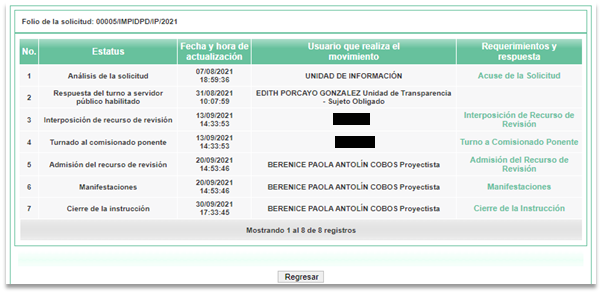 Folio de la solicitud: 00005/IMPIDPD/IP/2021
No. Estatus Fecha y hora de actualización Usuario que realiza el movimiento Requerimientos y respuesta
1 Análisis de la solicitud 07/08/2021 18:59:36 UNIDAD DE INFORMACIÓN Acuse de la Solicitud
2 Respuesta del turno a servidor público habilitado 31/08/2021 10:07:59 EDITH PORCAYO GONZALEZ Unidad de Transparencia - Sujeto Obligado
3 Interposición de recurso de revisión 13/09/2021 14:33:53 Interposición de Recurso de Revisión
4 Turnado al comisionado ponente 13/09/2021 14:33:53 Turno a Comisionado Ponente
5 Admisión del recurso de revisión 20/09/2021 14:53:46 BERENICE PAOLA ANTOLÍN COBOS Proyectista Admisión del Recurso de Revisión
6 Manifestaciones 20/09/2021 14:53:46 BERENICE PAOLA ANTOLÍN COBOS Proyectista Manifestaciones
7 Cierre de la instrucción 30/09/2021 17:33:45 BERENICE PAOLA ANTOLÍN COBOS Proyectista Cierre de la Instrucción
Mostrando 1 al 8 de 8 registros
Regresar